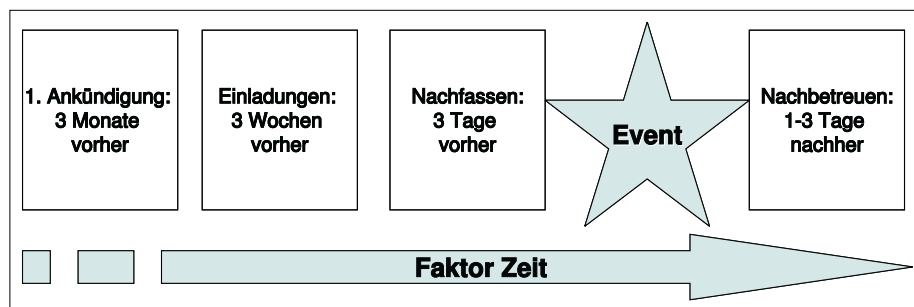 1. Ankündigung:
3 Monate
vorher
Einladungen:
3 Wochen
vorher
Nachfassen:
3 Tage
vorher
Event
Nachbetreuen:
1-3 Tage
nachher
Faktor Zeit